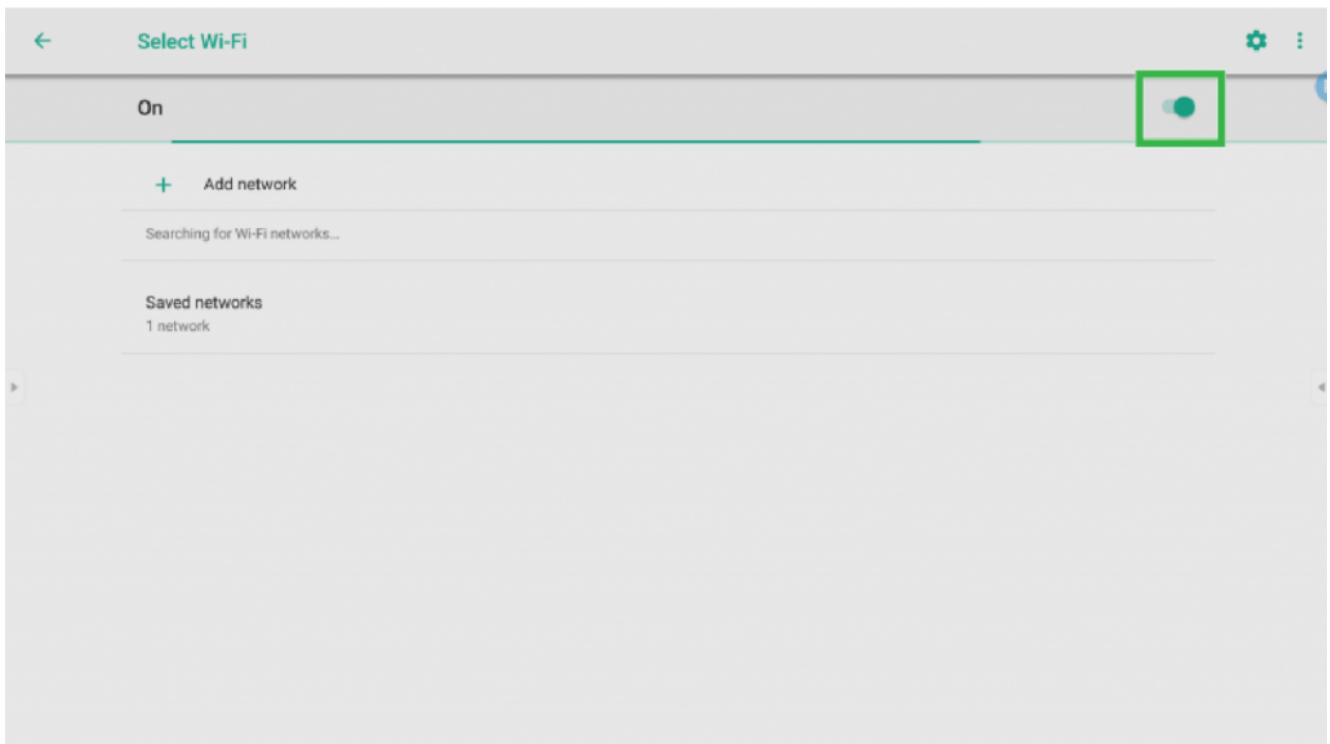 Select Wi-Fi
On
Add network
Searching for Wi-Fi networks...
Saved networks
1 network